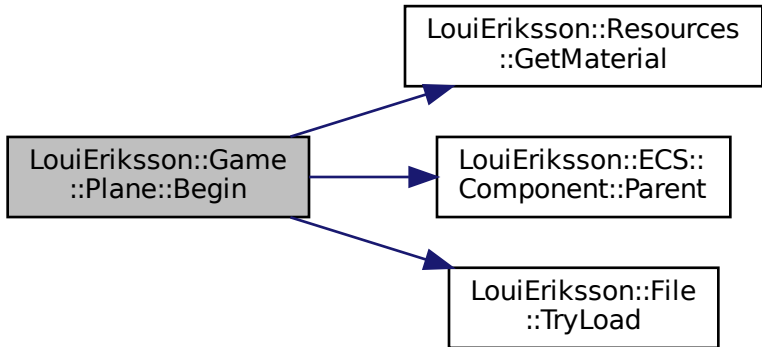 LouiEriksson::Resources
::GetMaterial
LouiEriksson::Game
::Plane::Begin
LouiEriksson::ECS::
Component::Parent
LouiEriksson::File
::TryLoad